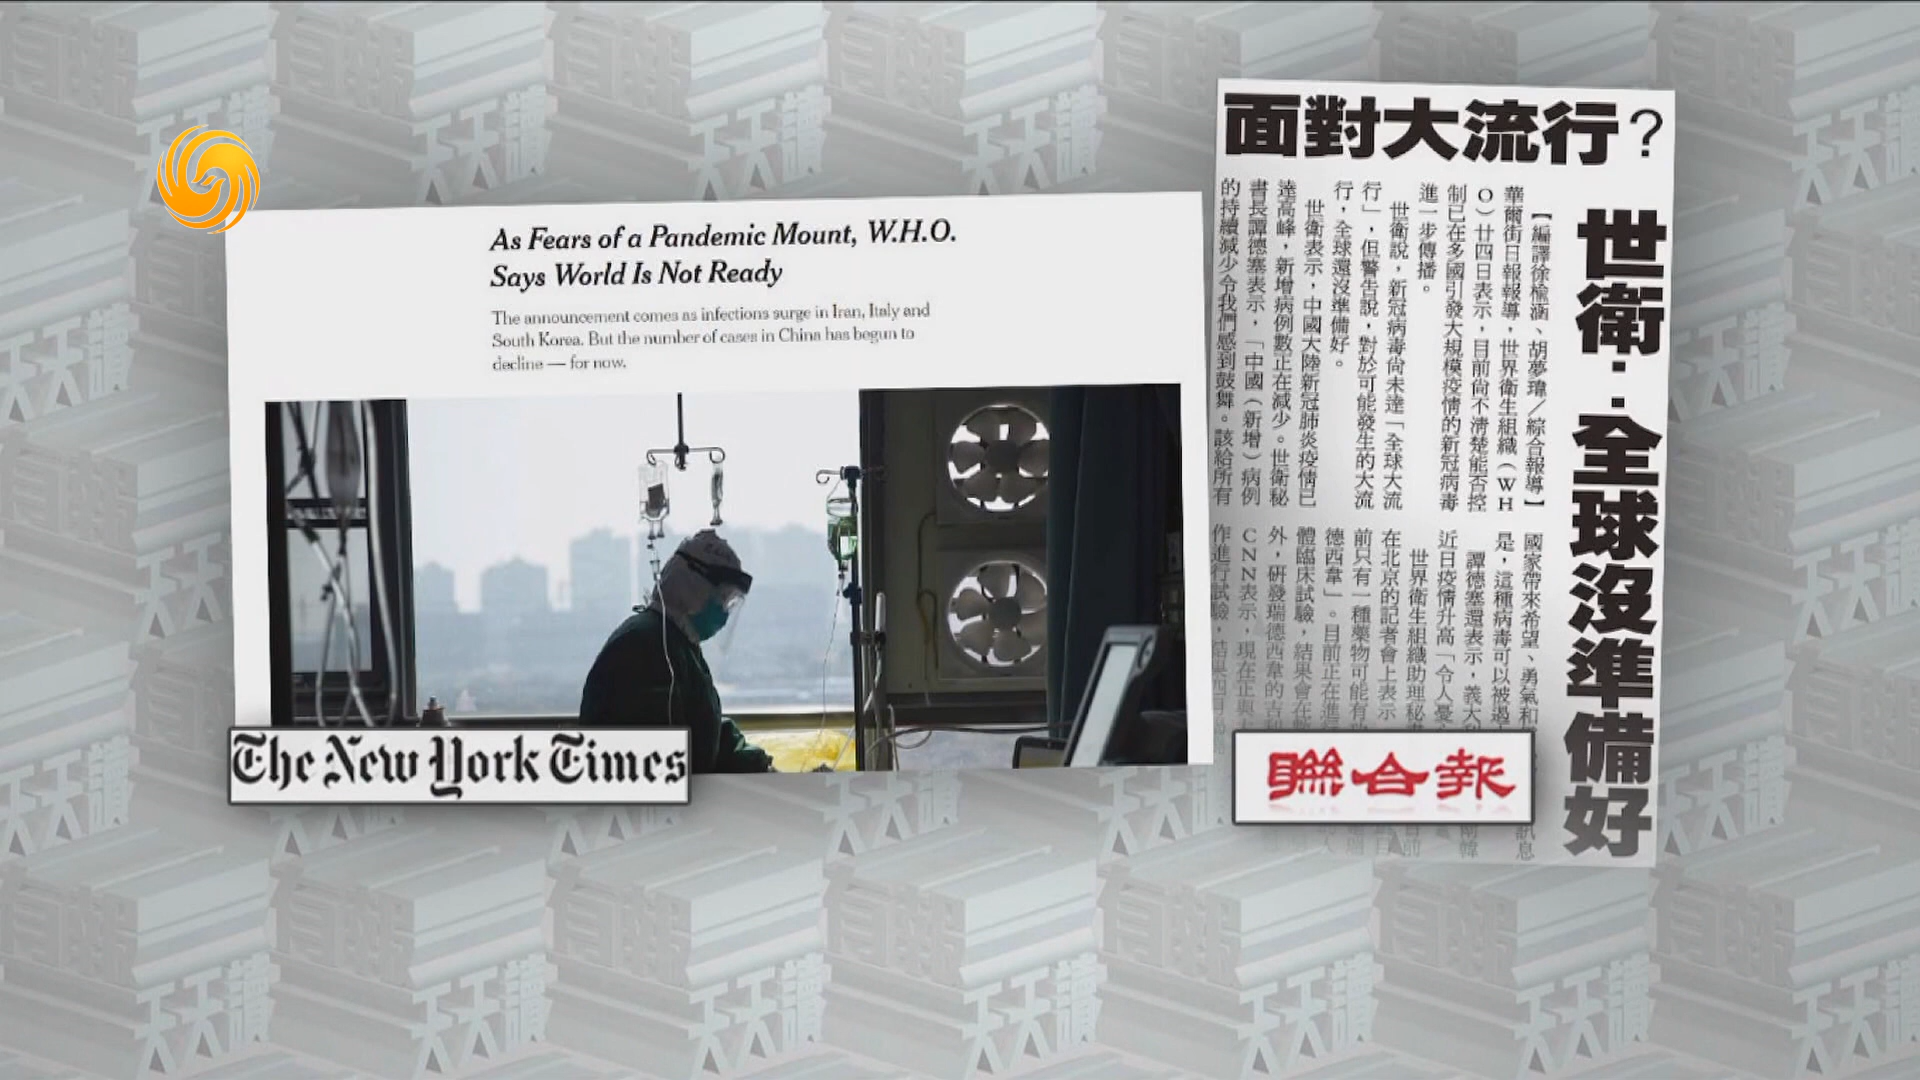 As Fears of a Pandemic Mount, W.H.O.
Says World Is Not Ready
The announcement comes as infections surge in Iran, Italy and
South Korea. But the number of cases in China has begun to
decline — for now.
The New York Times
面對大流行?
世衛:全球沒準備好
【編譯徐榆涵、胡夢瑋/綜合報導】
華爾街日報報導,世界衛生組織(WH
O)廿四日表示,目前尚不清楚能否控
制已在多國引發大規模疫情的新冠病毒
進一步傳播。
世衛說,新冠病毒尚未達「全球大流
行」,但警告說,對於可能發生的大流
行,全球還沒準備好。
世衛表示,中國大陸新冠肺炎疫情已
達高峰,新增病例數正在減少。世衛秘
書長譚德塞表示,「中國(新增)病例
的持續減少令我們感到鼓舞。該給所有
國家帶來希望、勇氣和
是,這種病毒可以被遏
譚德塞還表示,義大利
近日疫情升高「令人憂
世界衛生組織助理秘書
在北京的記者會上表示
前只有一種藥物可能有
德西韋」。目前正在進
體臨床試驗,結果會在
外,研發瑞德西韋的吉利
CNN表示,現在正與
作進行試驗,結果四月
聯合報
有報
天天讀